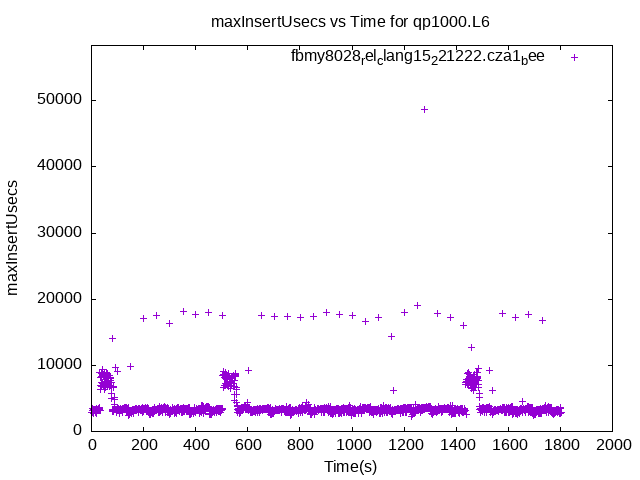 maxInsertUsecs vs Time for qp1000.L6
fbmy8028relclang15221222.cza1bee
50000
40000
30000
20000
10000
0
maxInsertUsecs
0 200 400 600 800 1000 1200 1400 1600 1800 2000
Time(s)